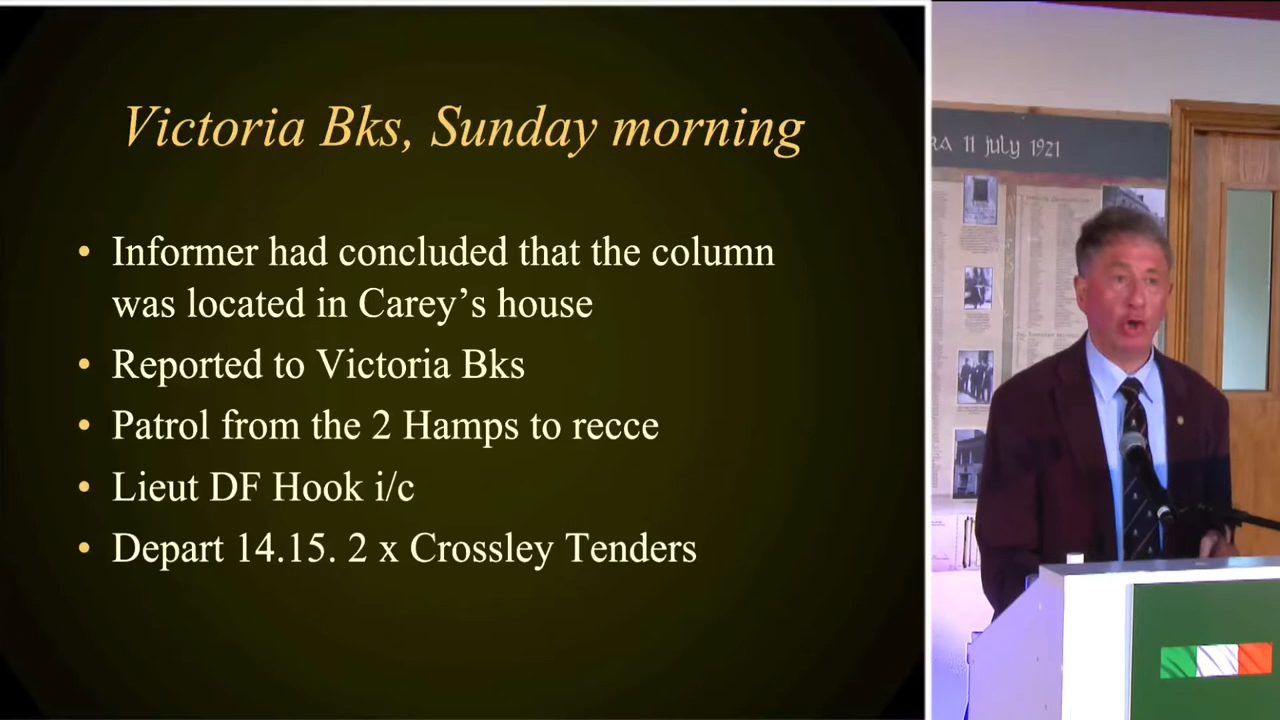 Victoria Bks, Sunday morning
• Informer had concluded that the column
was located in Carey’s house
• Reported to Victoria Bks
• Patrol from the 2 Hamps to recce
• Lieut DF Hook i/c
• Depart 14.15. 2 x Crossley Tenders
RA 11 July 1921